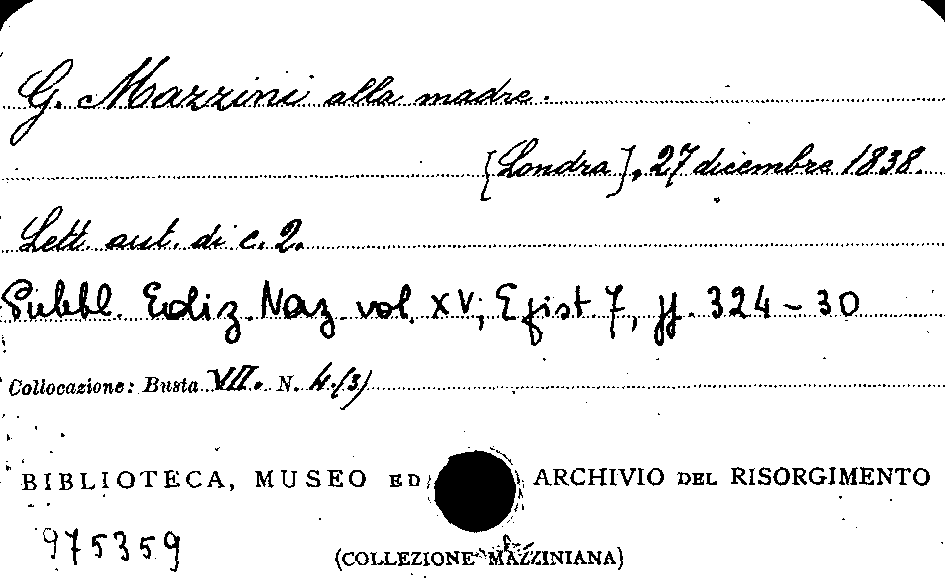 G. Mazzini alla madre.
[Londra], 27 dicembre 1838.
Lett. aut. di c. 2.
Pubbl. Ediz. Naz. vol. XV; Epist. 7, pp. 324-30
Collocazione: Busta VII. N. 4.(3)
BIBLIOTECA, MUSEO ED ARCHIVIO DEL RISORGIMENTO
975359
(COLLEZIONE MAZZINIANA)